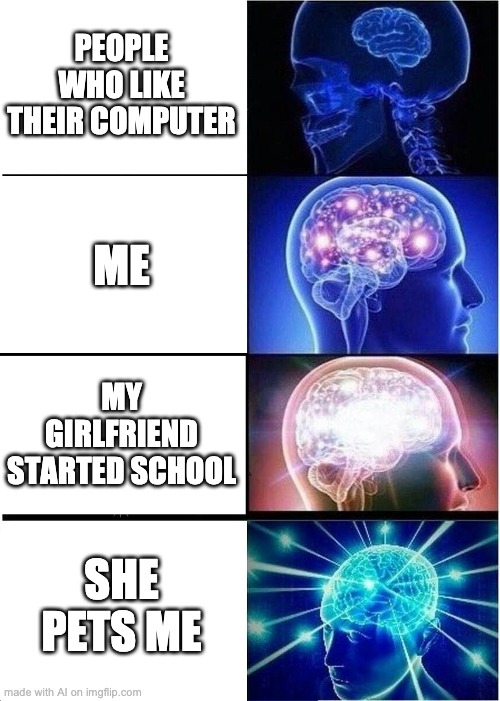 PEOPLE
WHO LIKE
THEIR COMPUTER
ME
MY
GIRLFRIEND
STARTED SCHOOL
SHE
PETS ME
made with AI on imgflip.com